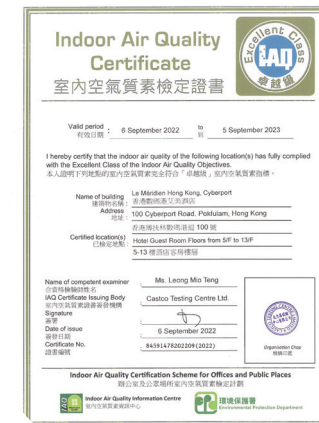 Indoor Air Quality
Certificate
室內空氣質素檢定證書
Excellent Class
IAQ
卓越級
Valid period 有效日期 : 6 September 2022 to 到 5 September 2023
I hereby certify that the indoor air quality of the following location(s) has fully complied
with the Excellent Class of the Indoor Air Quality Objectives.
本人證明下列地點的室內空氣質素完全符合「卓越級」室內空氣質素指標。
Name of building Le Méridien Hong Kong, Cyberport
建築物名稱 : 香港數碼港艾美酒店
Address 100 Cyberport Road, Pokfulam, Hong Kong
地址 : 香港薄扶林數碼港道 100 號
Certified location(s) Hotel Guest Room Floors from 5/F to 13/F
已檢定地點 : 5-13 樓酒店客房樓層
Name of competent examiner : Ms. Leong Mio Teng
合資格檢驗師姓名
IAQ Certificate Issuing Body : Castco Testing Centre Ltd.
室內空氣質素證書簽發機構
Signature
簽署 :
Date of issue : 6 September 2022
簽發日期
Certificate No. : 84591478202209(2022)
證書編號
Organisation Chop
機構印鑑
Indoor Air Quality Certification Scheme for Offices and Public Places
辦公室及公眾場所室內空氣質素檢定計劃
IAQ
Indoor Air Quality Information Centre
室內空氣質素資訊中心
環境保護署
Environmental Protection Department